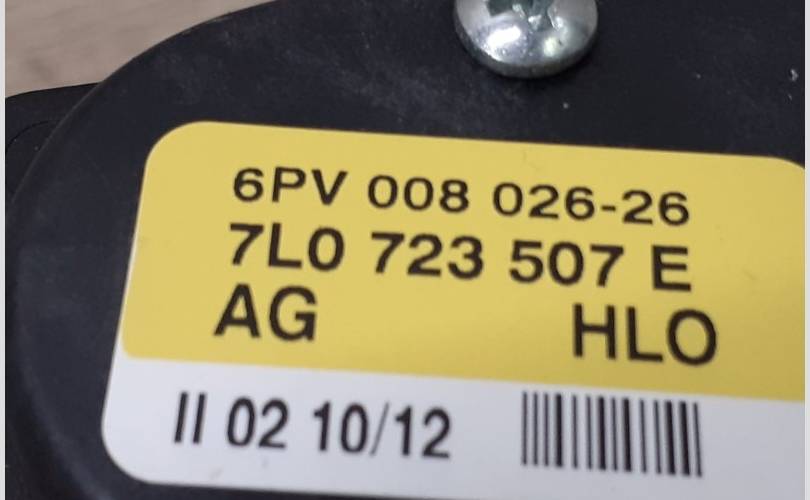 6PV 008 026-26
7L0 723 507 E
AG HLO
II 02 10/12